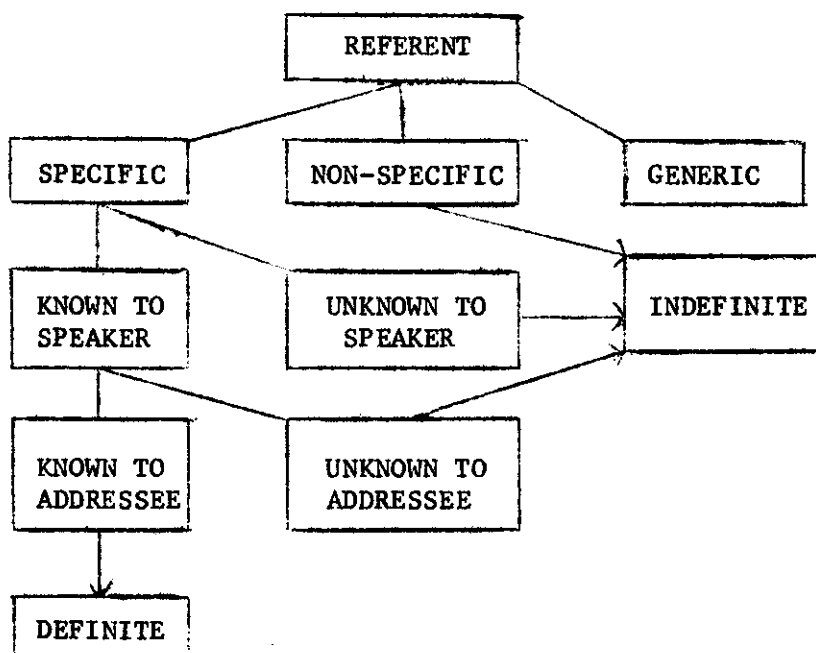 REFERENT
SPECIFIC
NON-SPECIFIC
GENERIC
KNOWN TO
SPEAKER
UNKNOWN TO
SPEAKER
INDEFINITE
KNOWN TO
ADDRESSEE
UNKNOWN TO
ADDRESSEE
DEFINITE